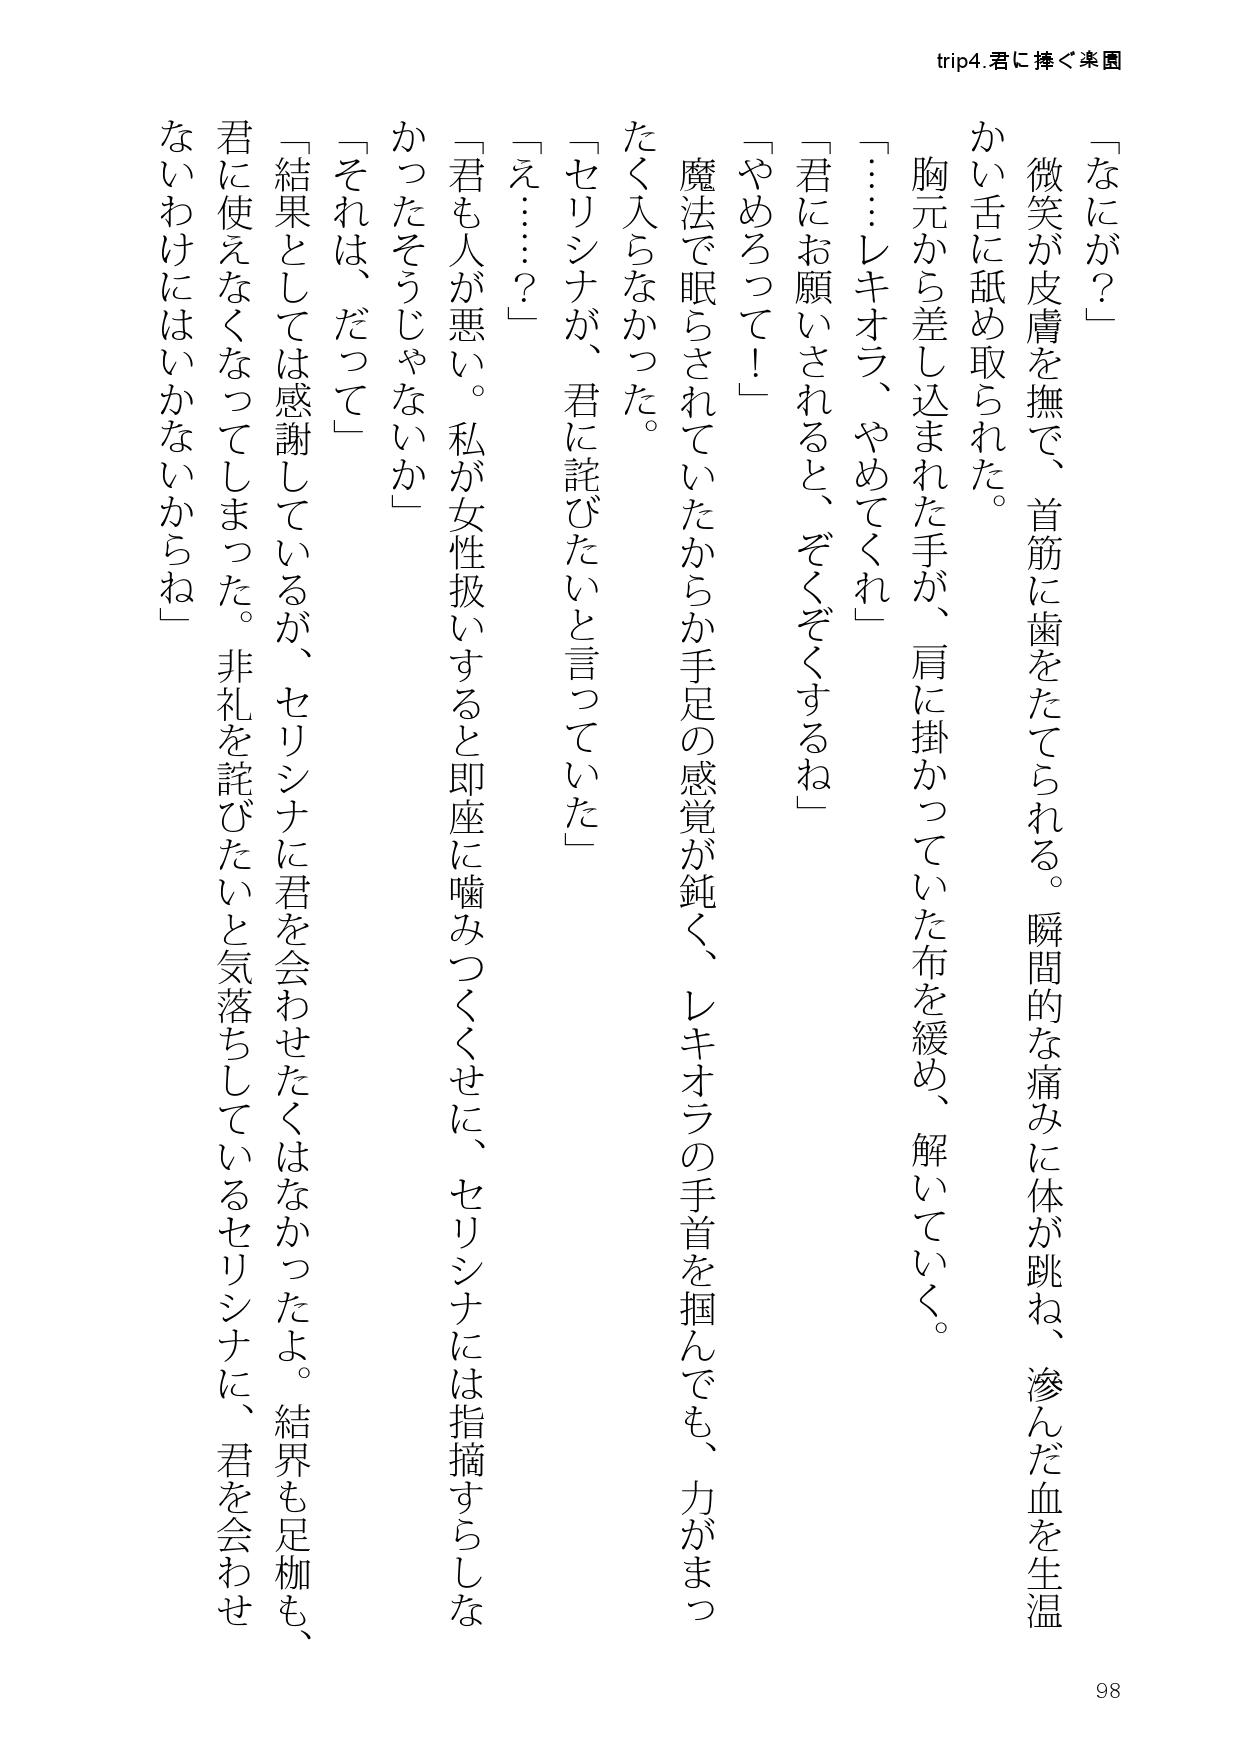 trip4.君に捧ぐ楽園
「なにが？」
　微笑が皮膚を撫で、首筋に歯をたてられる。瞬間的な痛みに体が跳ね、滲んだ血を生温
かい舌に舐め取られた。
　胸元から差し込まれた手が、肩に掛かっていた布を緩め、解いていく。
「……レキオラ、やめてくれ」
「君にお願いされると、ぞくぞくするね」
「やめろって！」
　魔法で眠らされていたからか手足の感覚が鈍く、レキオラの手首を掴んでも、力がまっ
たく入らなかった。
「セリシナが、君に詫びたいと言っていた」
「え……？」
「君も人が悪い。私が女性扱いすると即座に噛みつくくせに、セリシナには指摘すらしな
かったそうじゃないか」
「それは、だって」
「結果としては感謝しているが、セリシナに君を会わせたくはなかったよ。結界も足枷も、
君に使えなくなってしまった。非礼を詫びたいと気落ちしているセリシナに、君を会わせ
ないわけにはいかないからね」
98